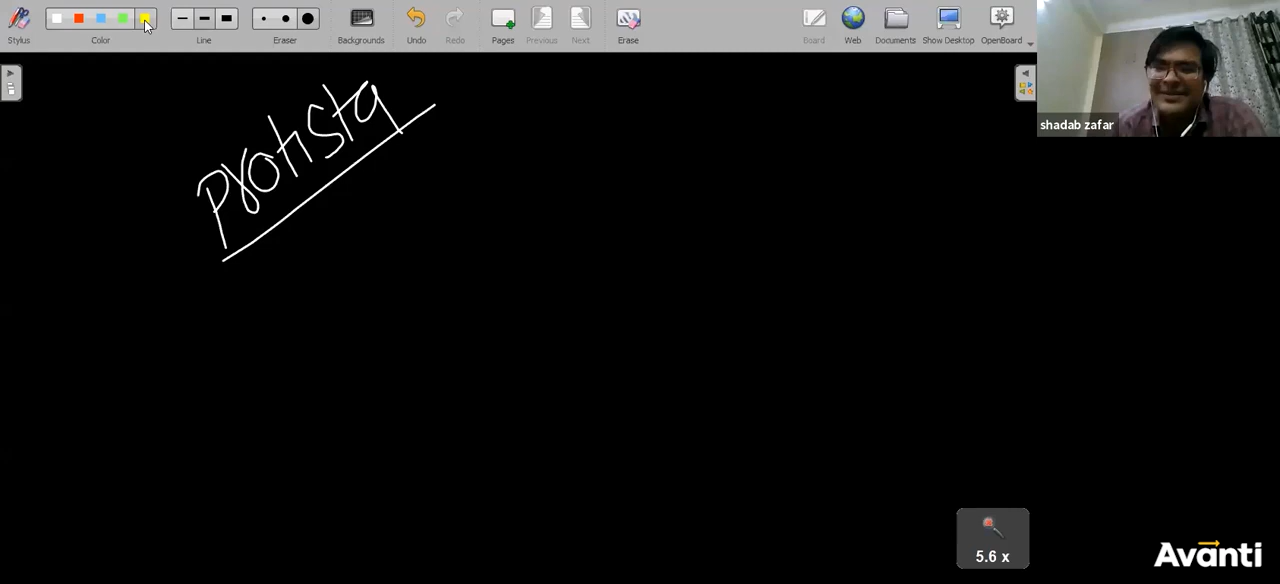 Stylus
Color
Line
Eraser
Backgrounds
Undo
Redo
Pages
Previous
Next
Erase
Board
Web
Documents
Show Desktop
OpenBoard
shadab zafar
Protista
5.6 x
Avanti